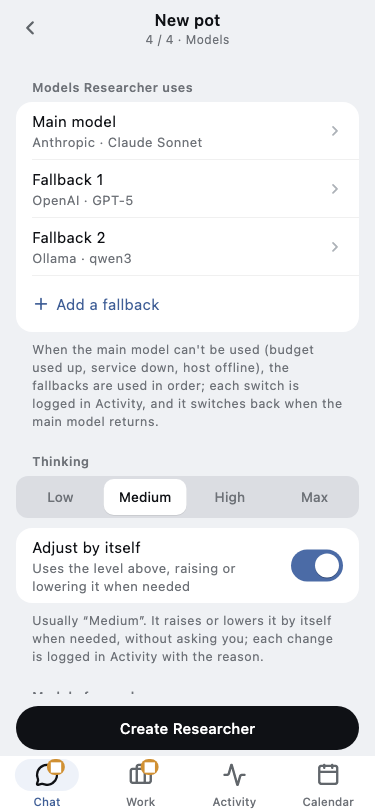 New pot
4 / 4 · Models
Models Researcher uses
Main model
Anthropic · Claude Sonnet
Fallback 1
OpenAI · GPT-5
Fallback 2
Ollama · qwen3
+ Add a fallback
When the main model can't be used (budget
used up, service down, host offline), the
fallbacks are used in order; each switch is
logged in Activity, and it switches back when the
main model returns.
Thinking
Low Medium High Max
Adjust by itself
Uses the level above, raising or
lowering it when needed
Usually “Medium”. It raises or lowers it by itself
when needed, without asking you; each change
is logged in Activity with the reason.
Create Researcher
Chat Work Activity Calendar